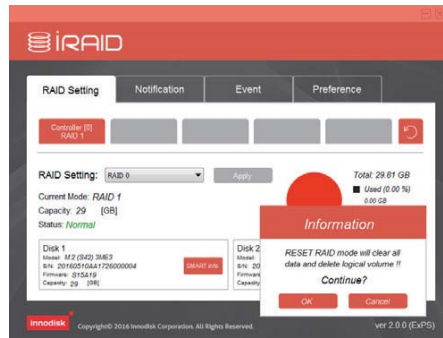 iRAID
RAID Setting
Notification
Event
Preference
Controller [0]
RAID 1
RAID Setting:
RAID 0
Apply
Total: 29.81 GB
Used (0.00 %)
0.00 GB
Current Mode: RAID 1
Capacity: 29 [GB]
Status: Normal
Disk 1
Model: M.2 (S42) 3ME3
S/N: 20160510AA1726000004
Firmware: S15A19
Capacity: 29 [GB]
SMART Info
Disk 2
Model:
S/N: 20
Firmware:
Capacity:
Information
RESET RAID mode will clear all
data and delete logical volume !!
Continue?
OK
Cancel
innodisk
Copyright© 2016 Innodisk Corporation. All Rights Reserved.
ver 2.0.0 (ExPS)